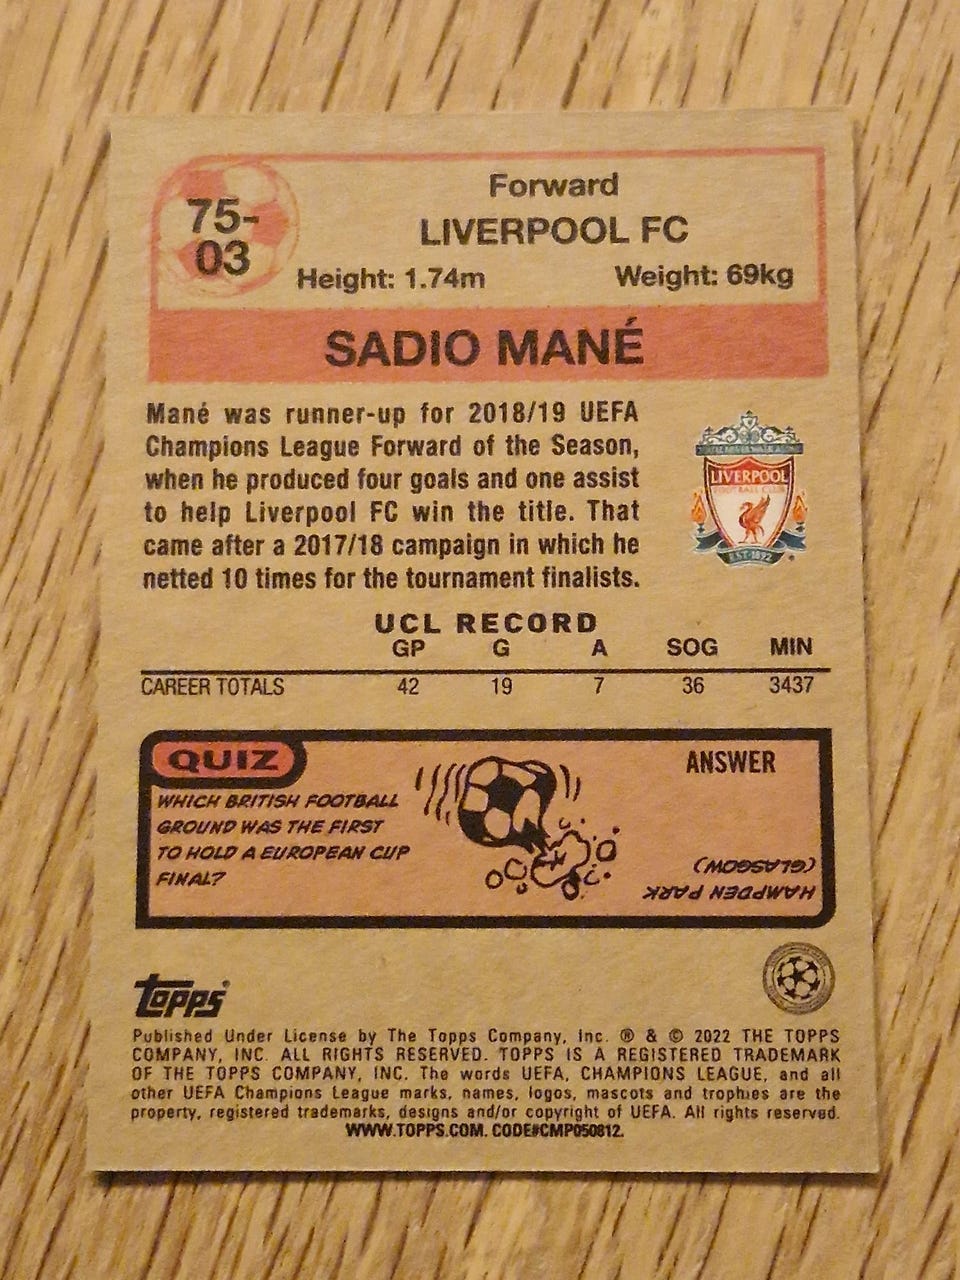 75-
03
Forward
LIVERPOOL FC
Height: 1.74m Weight: 69kg
SADIO MANÉ
Mané was runner-up for 2018/19 UEFA
Champions League Forward of the Season,
when he produced four goals and one assist
to help Liverpool FC win the title. That
came after a 2017/18 campaign in which he
netted 10 times for the tournament finalists.
LIVERPOOL
FOOTBALL CLUB
EST·1892
UCL RECORD
GP G A SOG MIN
CAREER TOTALS 42 19 7 36 3437
QUIZ
WHICH BRITISH FOOTBALL
GROUND WAS THE FIRST
TO HOLD A EUROPEAN CUP
FINAL?
ANSWER
HAMPDEN PARK
(GLASGOW)
Topps
Published Under License by The Topps Company, Inc. ® & © 2022 THE TOPPS
COMPANY, INC. ALL RIGHTS RESERVED. TOPPS IS A REGISTERED TRADEMARK
OF THE TOPPS COMPANY, INC. The words UEFA, CHAMPIONS LEAGUE, and all
other UEFA Champions League marks, names, logos, mascots and trophies are the
property, registered trademarks, designs and/or copyright of UEFA. All rights reserved.
WWW.TOPPS.COM. CODE#CMP050812.